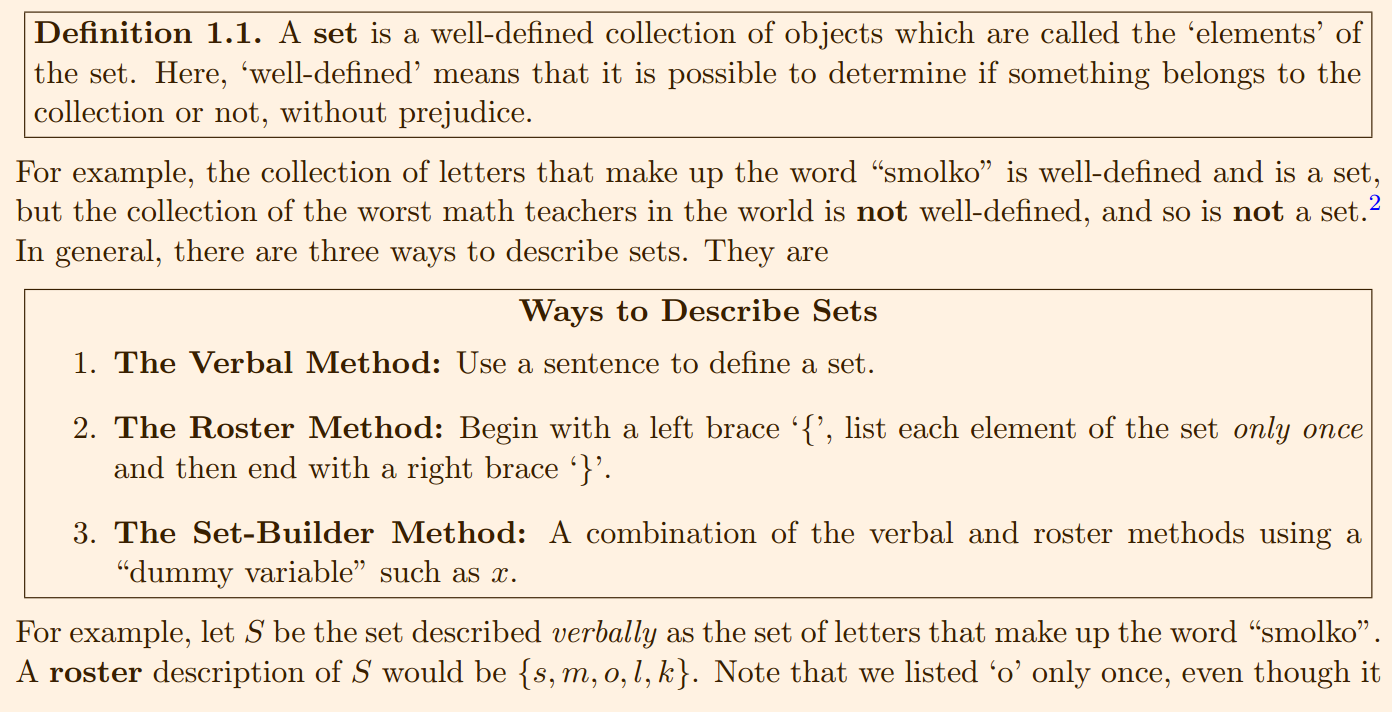 Definition 1.1. A set is a well-defined collection of objects which are called the ‘elements’ of
the set. Here, ‘well-defined’ means that it is possible to determine if something belongs to the
collection or not, without prejudice.
For example, the collection of letters that make up the word “smolko” is well-defined and is a set,
but the collection of the worst math teachers in the world is not well-defined, and so is not a set.2
In general, there are three ways to describe sets. They are
Ways to Describe Sets
1. The Verbal Method: Use a sentence to define a set.
2. The Roster Method: Begin with a left brace ‘{’, list each element of the set only once
and then end with a right brace ‘}’.
3. The Set-Builder Method: A combination of the verbal and roster methods using a
“dummy variable” such as x.
For example, let S be the set described verbally as the set of letters that make up the word “smolko”.
A roster description of S would be {s, m, o, l, k}. Note that we listed ‘o’ only once, even though it